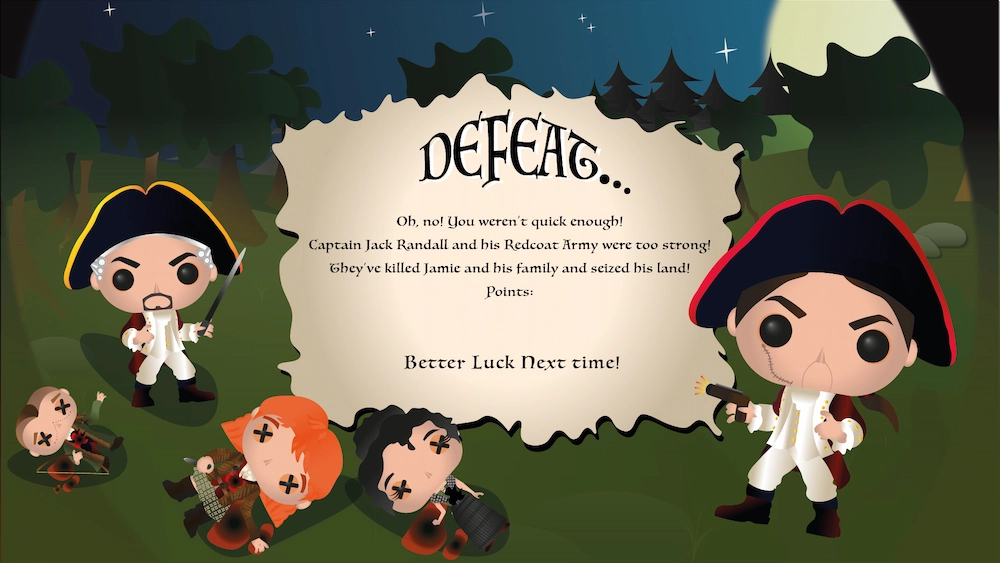 DEFEAT...
Oh, no! You weren't quick enough!
Captain Jack Randall and his Redcoat Army were too strong!
They've killed Jamie and his family and seized his land!
Points:
Better Luck Next time!